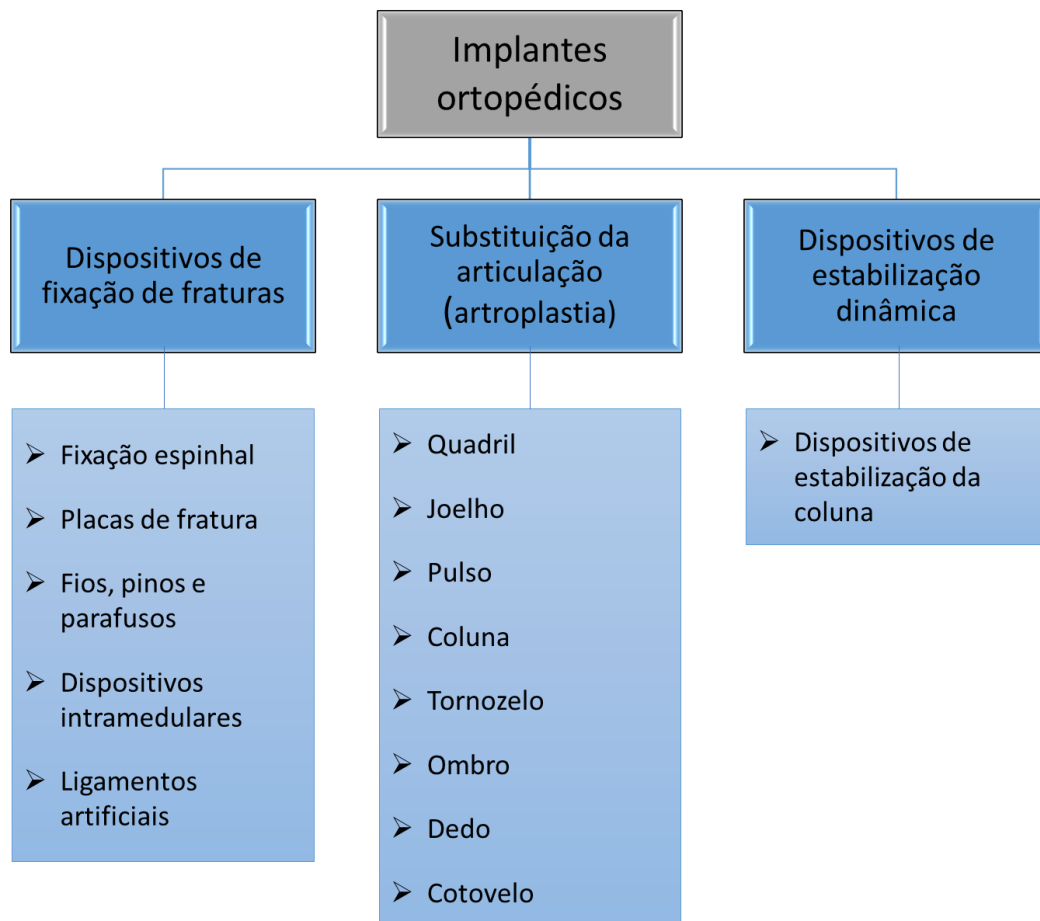 Implantes
ortopédicos
Dispositivos de
fixação de fraturas
Substituição da
articulação
(artroplastia)
Dispositivos de
estabilização
dinâmica
Fixação espinhal
Placas de fratura
Fios, pinos e
parafusos
Dispositivos
intramedulares
Ligamentos
artificiais
Quadril
Joelho
Pulso
Coluna
Tornozelo
Ombro
Dedo
Cotovelo
Dispositivos de
estabilização da
coluna